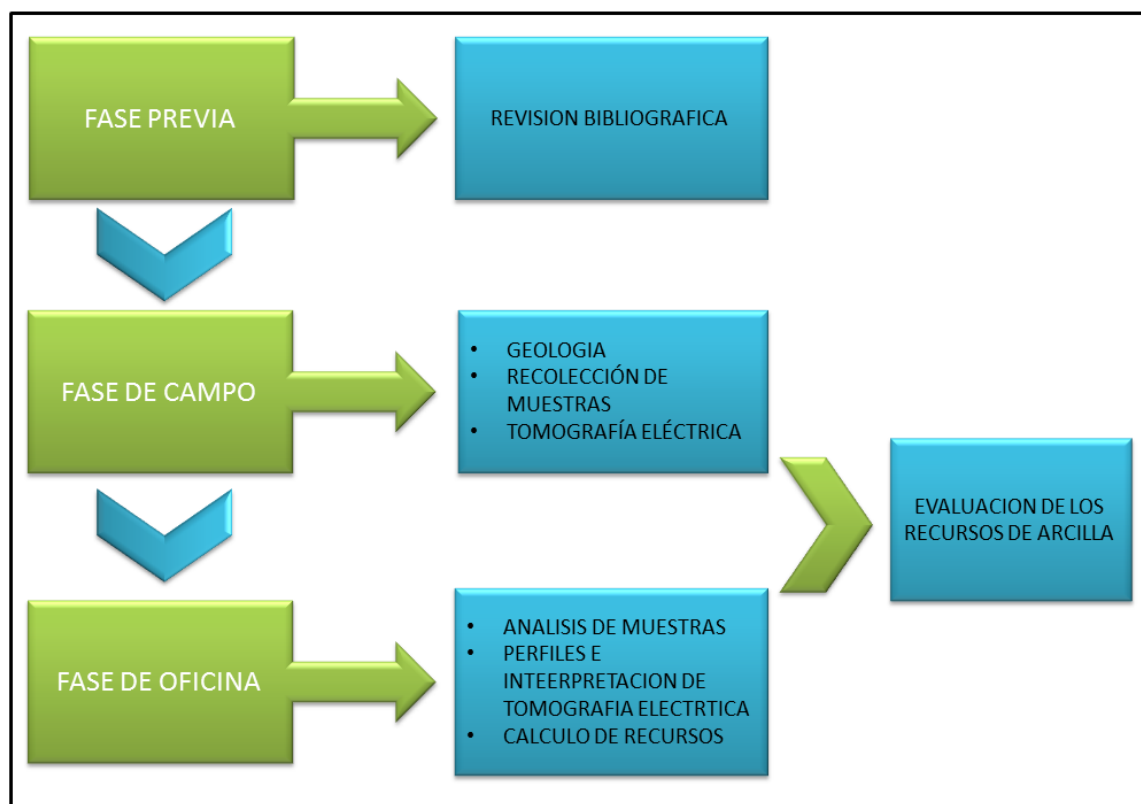 FASE PREVIA
REVISION BIBLIOGRAFICA
FASE DE CAMPO
• GEOLOGIA
• RECOLECCIÓN DE
MUESTRAS
• TOMOGRAFÍA ELÉCTRICA
EVALUACION DE LOS
RECURSOS DE ARCILLA
FASE DE OFICINA
• ANALISIS DE MUESTRAS
• PERFILES E
INTEERPRETACION DE
TOMOGRAFIA ELECTRTICA
• CALCULO DE RECURSOS